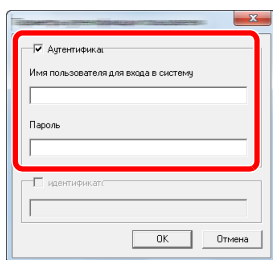 Аутентифика
Имя пользователя для входа в систему
Пароль
идентификат
OK
Отмена